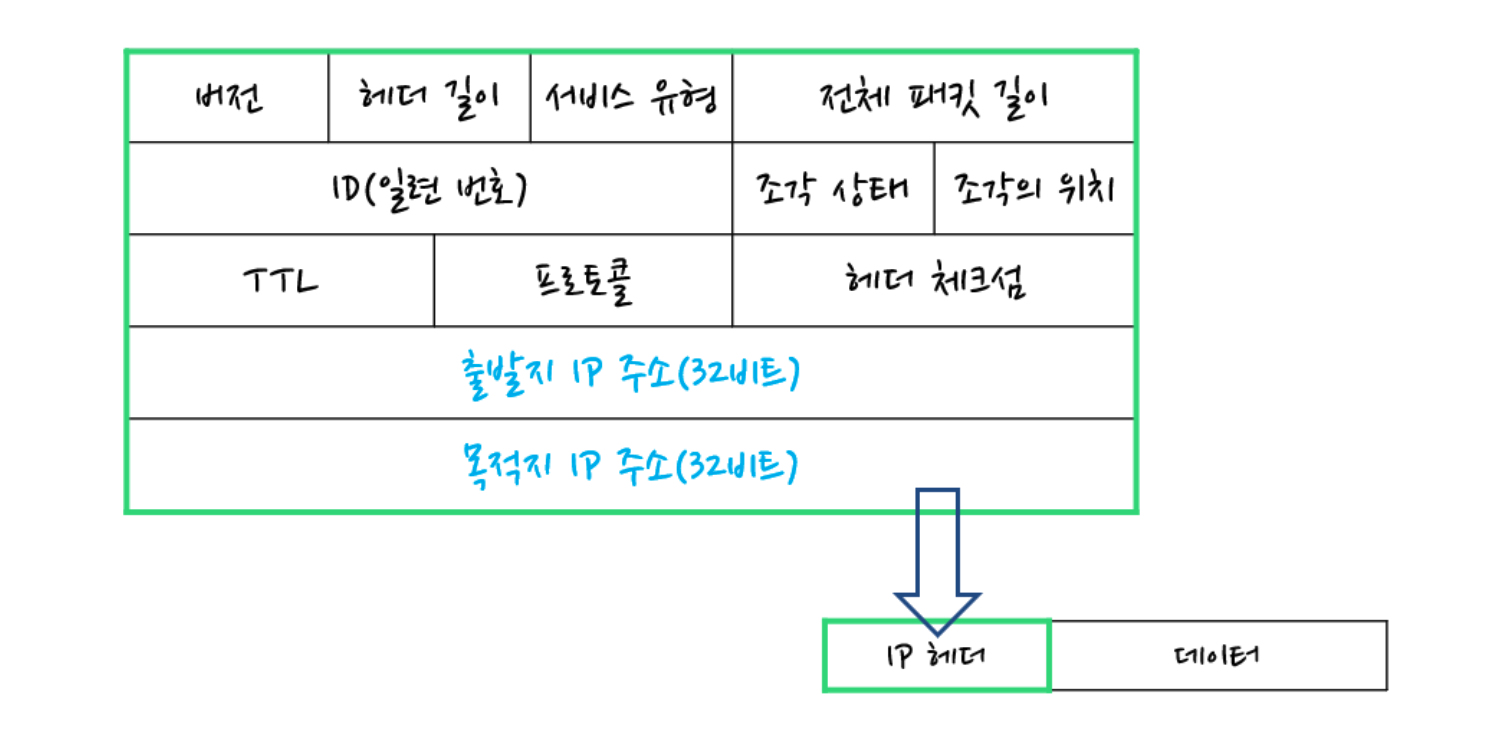 버전 헤더 길이 서비스 유형 전체 패킷 길이
ID(일련 번호) 조각 상태 조각의 위치
TTL 프로토콜 헤더 체크섬
출발지 IP 주소(32비트)
목적지 IP 주소(32비트)
IP 헤더 데이터